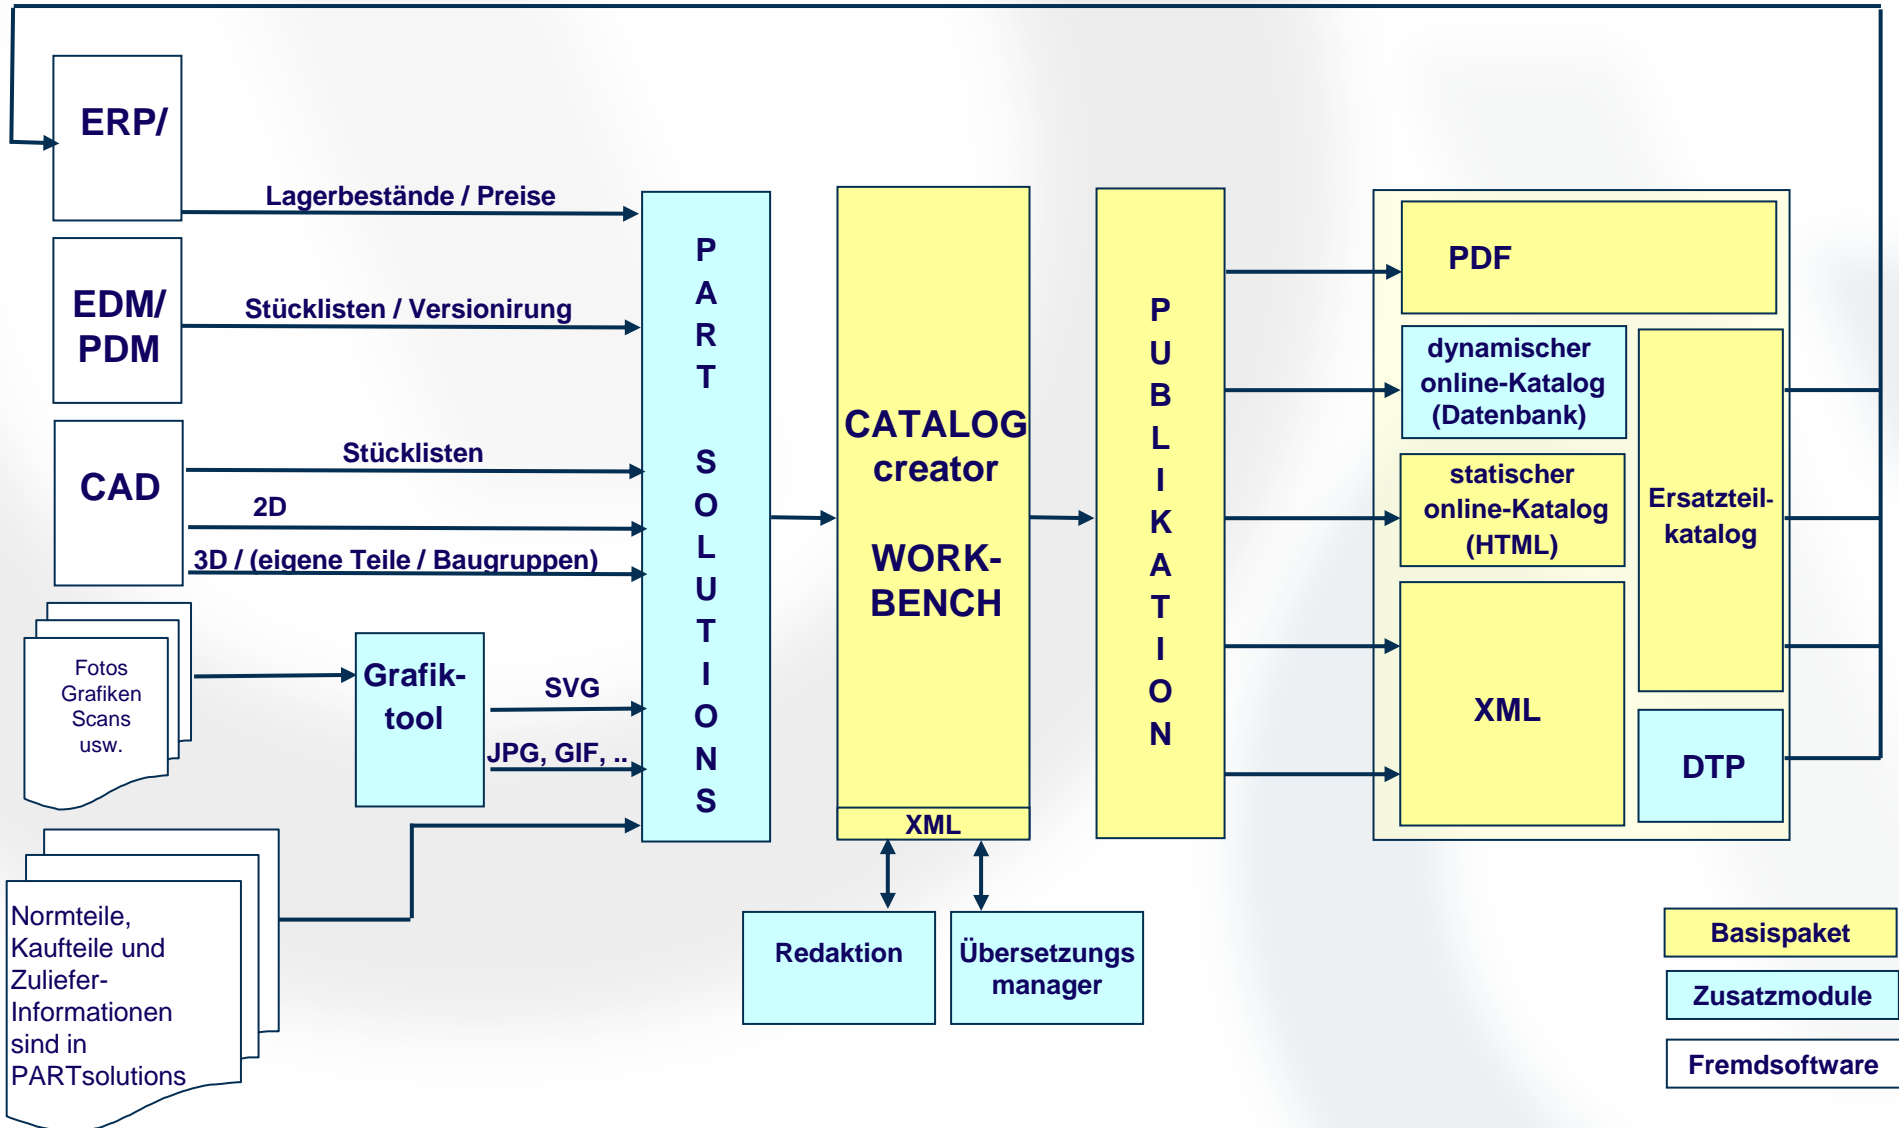 ERP/
Lagerbestände / Preise
EDM/
PDM
Stücklisten / Versionirung
CAD
Stücklisten
2D
3D / (eigene Teile / Baugruppen)
Fotos
Grafiken
Scans
usw.
Grafik-
tool
SVG
JPG, GIF, ..
Normteile,
Kaufteile und
Zuliefer-
Informationen
sind in
PARTsolutions
P
A
R
T
S
O
L
U
T
I
O
N
S
CATALOG
creator
WORK-
BENCH
XML
Redaktion
Übersetzungs
manager
P
U
B
L
I
K
A
T
I
O
N
PDF
dynamischer
online-Katalog
(Datenbank)
statischer
online-Katalog
(HTML)
XML
Ersatzteil-
katalog
DTP
Basispaket
Zusatzmodule
Fremdsoftware